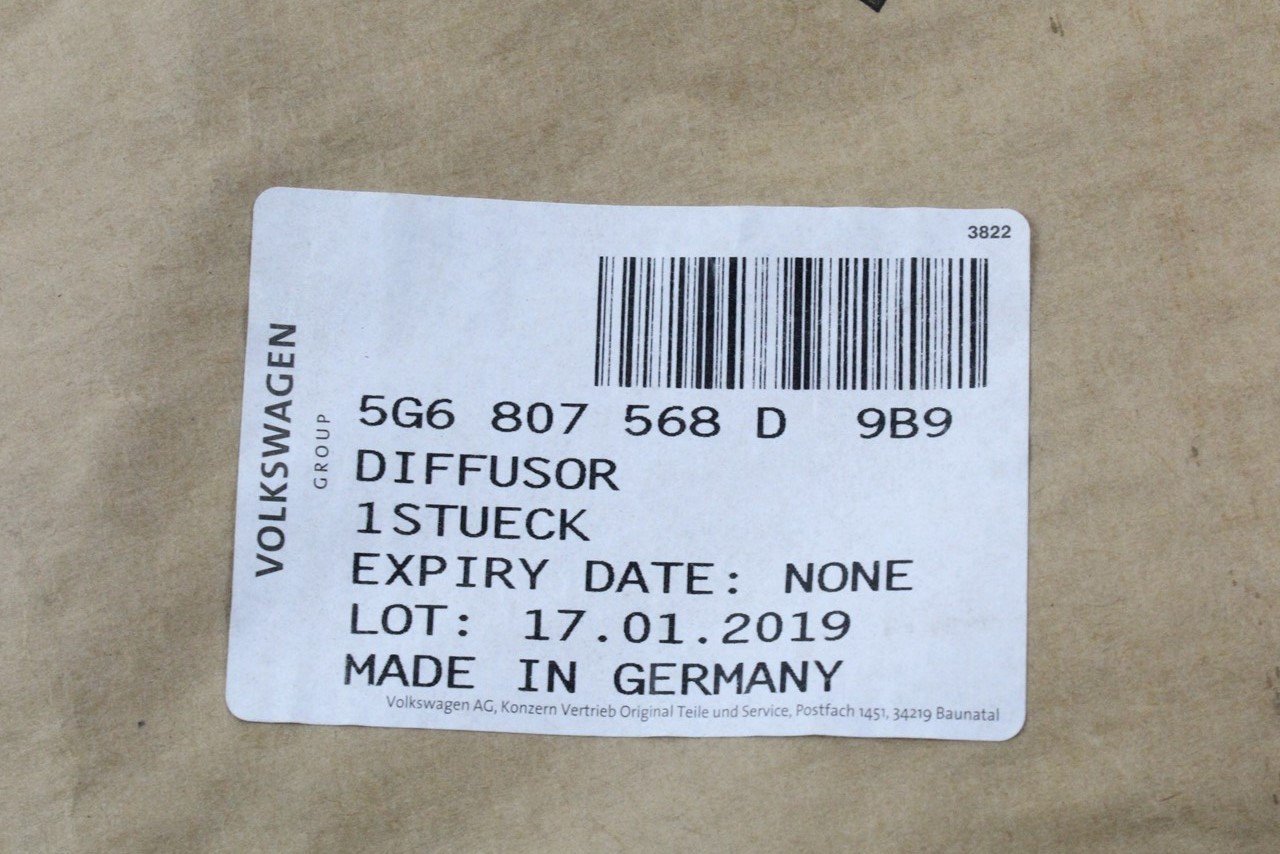 3822
VOLKSWAGEN
GROUP
5G6 807 568 D 9B9
DIFFUSOR
1STUECK
EXPIRY DATE: NONE
LOT: 17.01.2019
MADE IN GERMANY
Volkswagen AG, Konzern Vertrieb Original Teile und Service, Postfach 1451, 34219 Baunatal